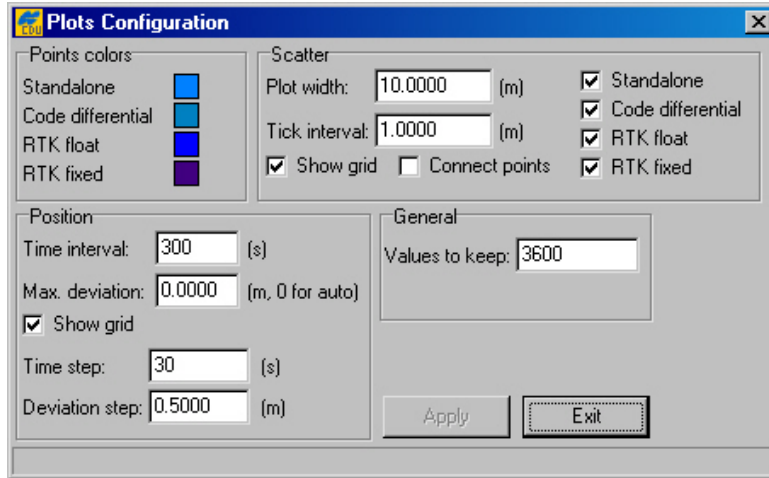 CDU
Plots Configuration
Points colors
Standalone
Code differential
RTK float
RTK fixed
Scatter
Plot width: 10.0000 (m)
Tick interval: 1.0000 (m)
Show grid Connect points
Standalone
Code differential
RTK float
RTK fixed
Position
Time interval: 300 (s)
Max. deviation: 0.0000 (m, 0 for auto)
Show grid
Time step: 30 (s)
Deviation step: 0.5000 (m)
General
Values to keep: 3600
Apply Exit